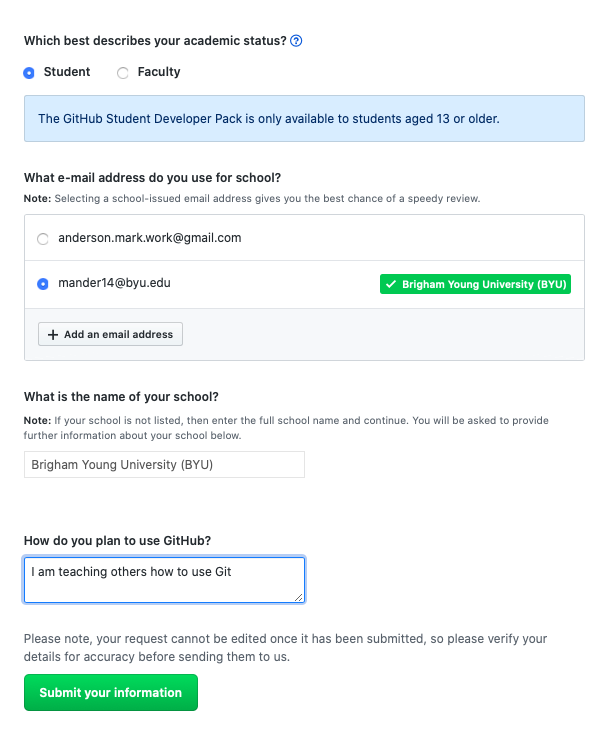 Which best describes your academic status?
Student Faculty
The GitHub Student Developer Pack is only available to students aged 13 or older.
What e-mail address do you use for school?
Note: Selecting a school-issued email address gives you the best chance of a speedy review.
anderson.mark.work@gmail.com
mander14@byu.edu Brigham Young University (BYU)
Add an email address
What is the name of your school?
Note: If your school is not listed, then enter the full school name and continue. You will be asked to provide
further information about your school below.
Brigham Young University (BYU)
How do you plan to use GitHub?
I am teaching others how to use Git
Please note, your request cannot be edited once it has been submitted, so please verify your
details for accuracy before sending them to us.
Submit your information